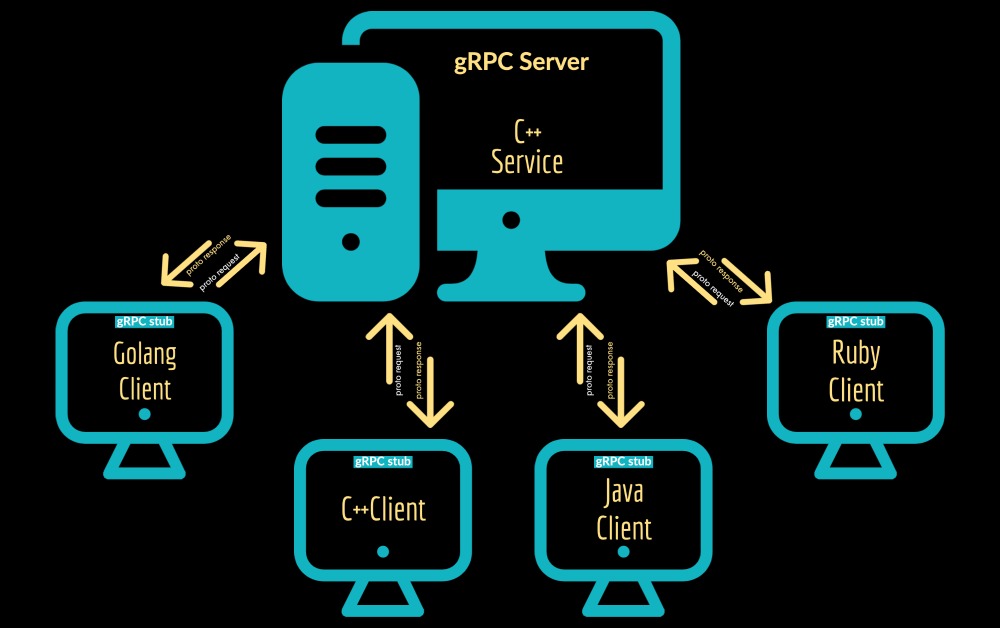 gRPC Server
C++
Service
proto response
proto request
proto response
proto request
gRPC stub
Golang
Client
proto request
proto response
proto request
proto response
gRPC stub
Ruby
Client
gRPC stub
C++Client
gRPC stub
Java
Client